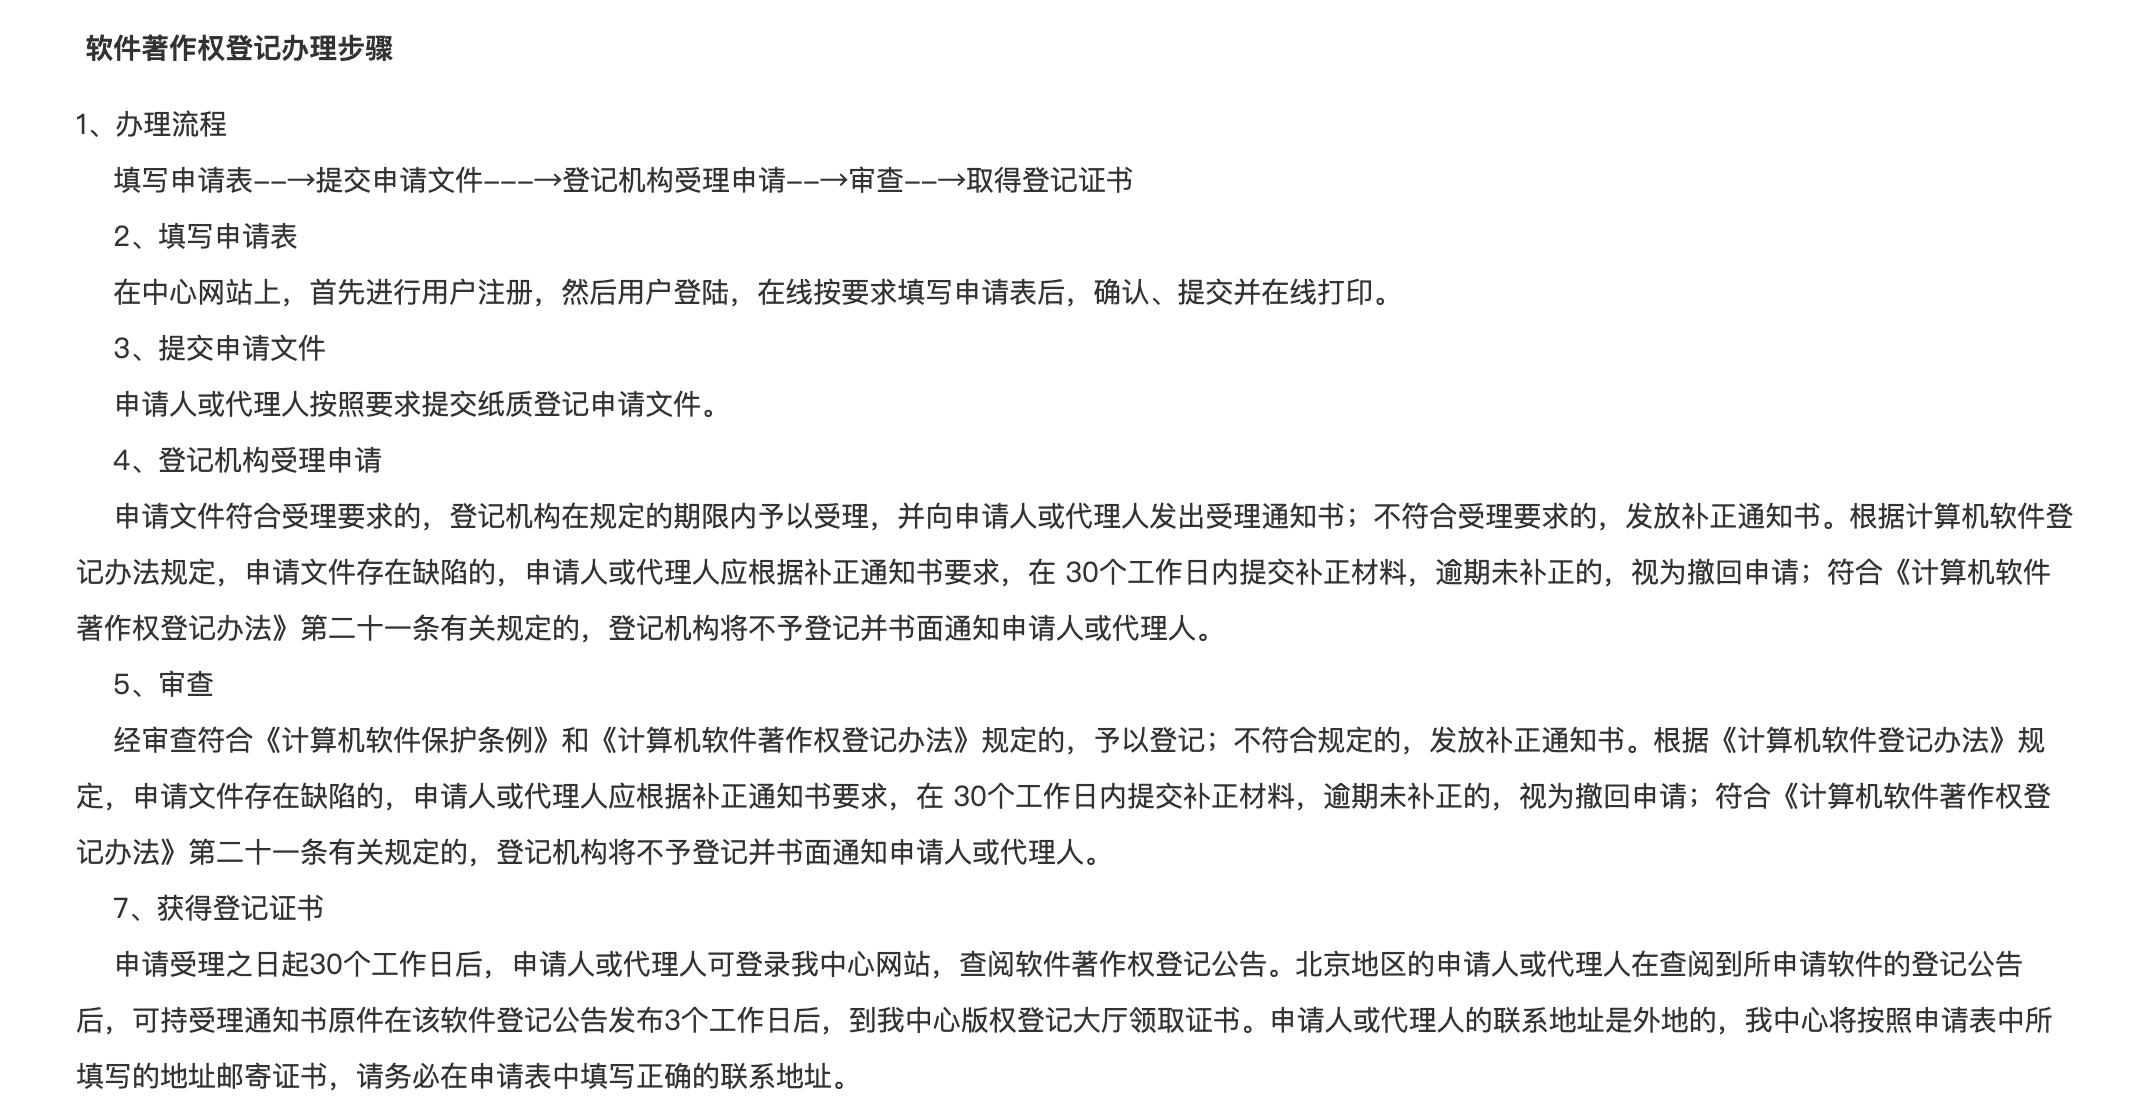 软件著作权登记办理步骤
1、办理流程
填写申请表--→提交申请文件---→登记机构受理申请--→审查--→取得登记证书
2、填写申请表
在中心网站上，首先进行用户注册，然后用户登陆，在线按要求填写申请表后，确认、提交并在线打印。
3、提交申请文件
申请人或代理人按照要求提交纸质登记申请文件。
4、登记机构受理申请
申请文件符合受理要求的，登记机构在规定的期限内予以受理，并向申请人或代理人发出受理通知书；不符合受理要求的，发放补正通知书。根据计算机软件登
记办法规定，申请文件存在缺陷的，申请人或代理人应根据补正通知书要求，在 30个工作日内提交补正材料，逾期未补正的，视为撤回申请；符合《计算机软件
著作权登记办法》第二十一条有关规定的，登记机构将不予登记并书面通知申请人或代理人。
5、审查
经审查符合《计算机软件保护条例》和《计算机软件著作权登记办法》规定的，予以登记；不符合规定的，发放补正通知书。根据《计算机软件登记办法》规
定，申请文件存在缺陷的，申请人或代理人应根据补正通知书要求，在 30个工作日内提交补正材料，逾期未补正的，视为撤回申请；符合《计算机软件著作权登
记办法》第二十一条有关规定的，登记机构将不予登记并书面通知申请人或代理人。
7、获得登记证书
申请受理之日起30个工作日后，申请人或代理人可登录我中心网站，查阅软件著作权登记公告。北京地区的申请人或代理人在查阅到所申请软件的登记公告
后，可持受理通知书原件在该软件登记公告发布3个工作日后，到我中心版权登记大厅领取证书。申请人或代理人的联系地址是外地的，我中心将按照申请表中所
填写的地址邮寄证书，请务必在申请表中填写正确的联系地址。